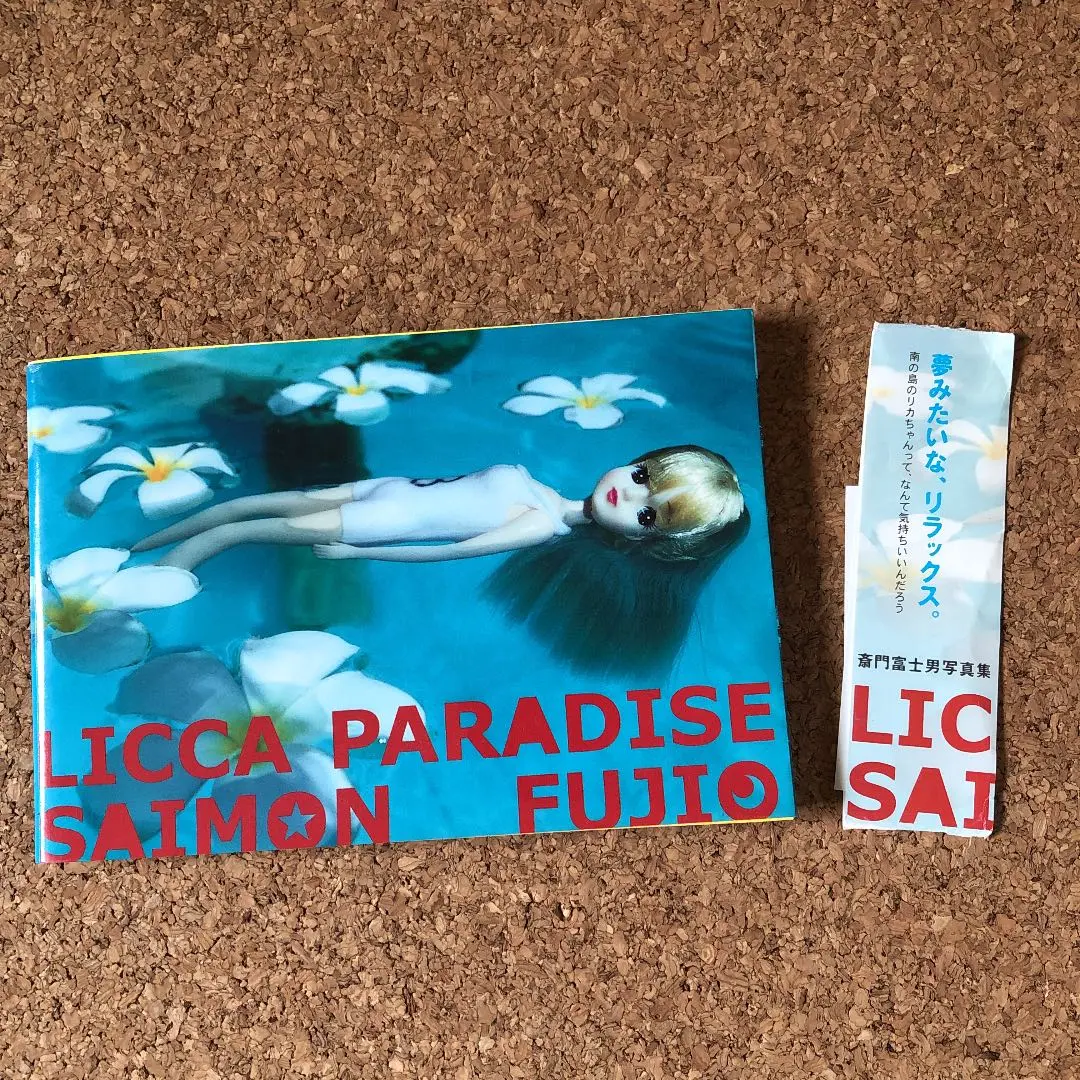 LICCA PARADISE
SAIMON FUJIO
夢みたいな、リラックス。
南の島のリカちゃんって、なんて気持ちいいんだろう
斎門富士男写真集
LIC
SAI